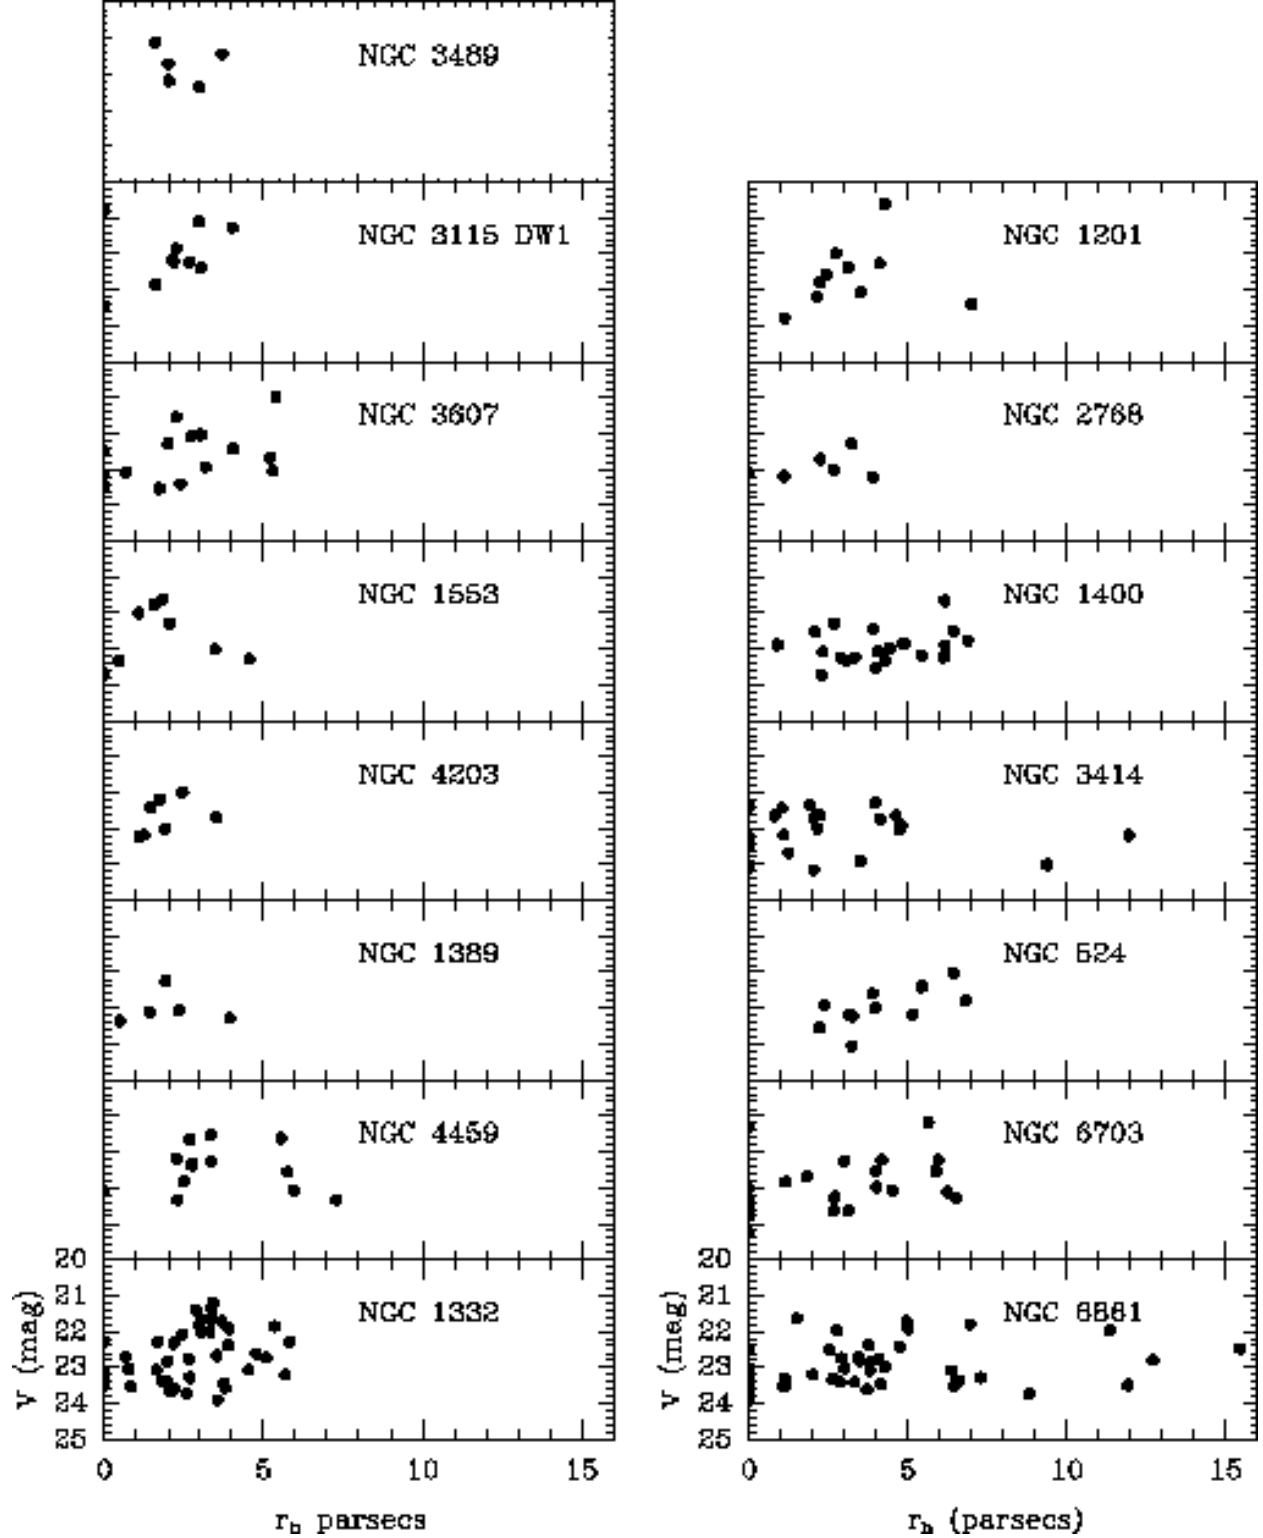 NGC 3489
NGC 3115 DW1
NGC 1201
NGC 3607
NGC 2768
NGC 1553
NGC 1400
NGC 4203
NGC 3414
NGC 1389
NGC 524
NGC 4459
NGC 6703
NGC 1332
NGC 6861
20
21
22
23
24
25
V (mag)
20
21
22
23
24
25
V (mag)
0 5 10 15
0 5 10 15
r_h parsecs
r_h (parsecs)